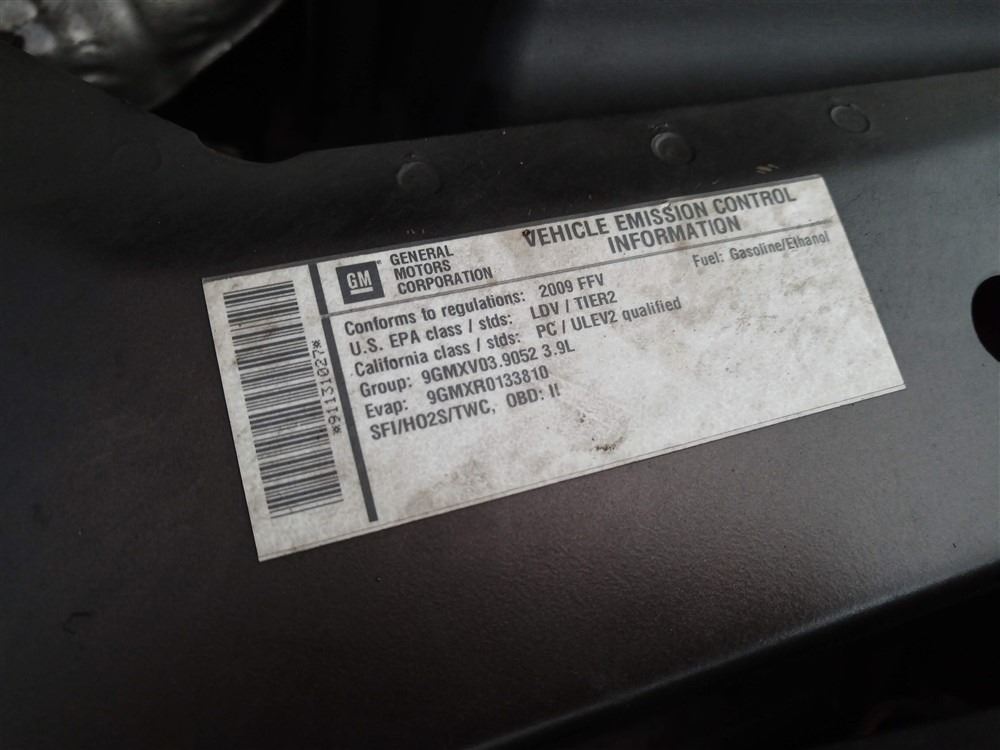 *91131027*
GM
GENERAL
MOTORS
CORPORATION
VEHICLE EMISSION CONTROL
INFORMATION
Fuel: Gasoline/Ethanol
Conforms to regulations: 2009 FFV
U.S. EPA class / stds: LDV / TIER2
California class / stds: PC / ULEV2 qualified
Group: 9GMXV03.9052 3.9L
Evap: 9GMXR0133810
SFI/HO2S/TWC, OBD: II